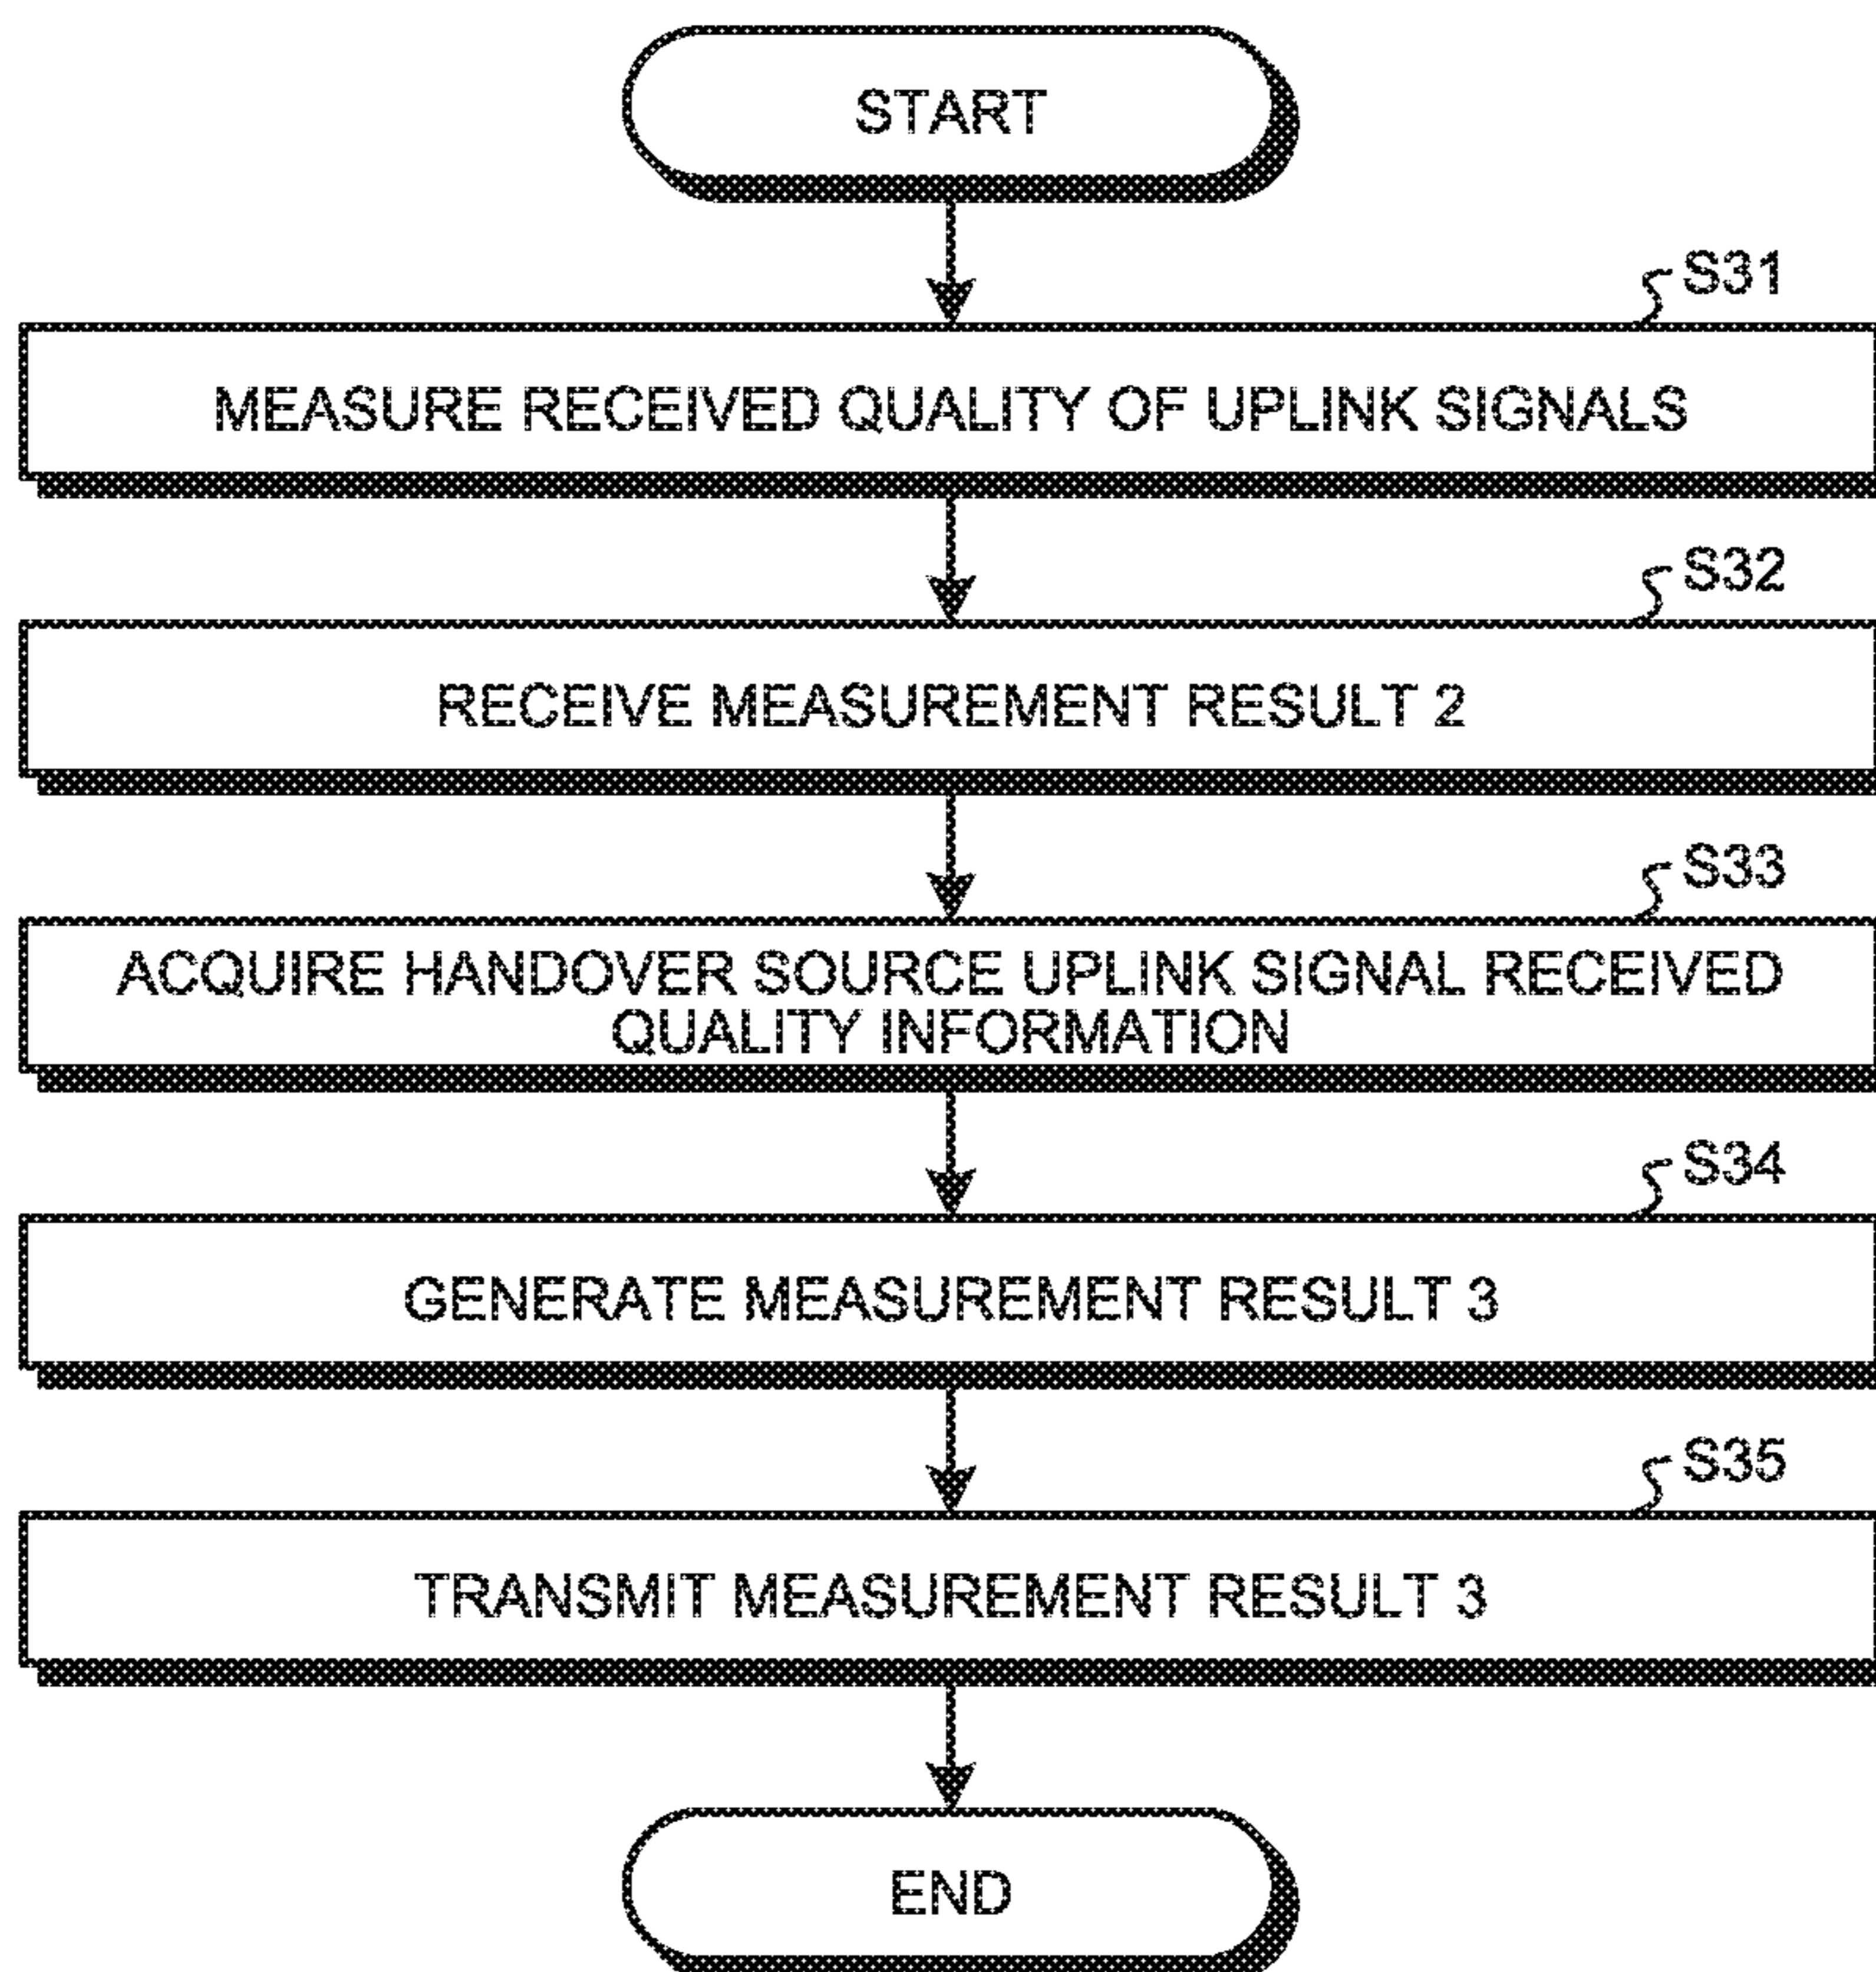 START
S31
MEASURE RECEIVED QUALITY OF UPLINK SIGNALS
S32
RECEIVE MEASUREMENT RESULT 2
S33
ACQUIRE HANDOVER SOURCE UPLINK SIGNAL RECEIVED
QUALITY INFORMATION
S34
GENERATE MEASUREMENT RESULT 3
S35
TRANSMIT MEASUREMENT RESULT 3
END